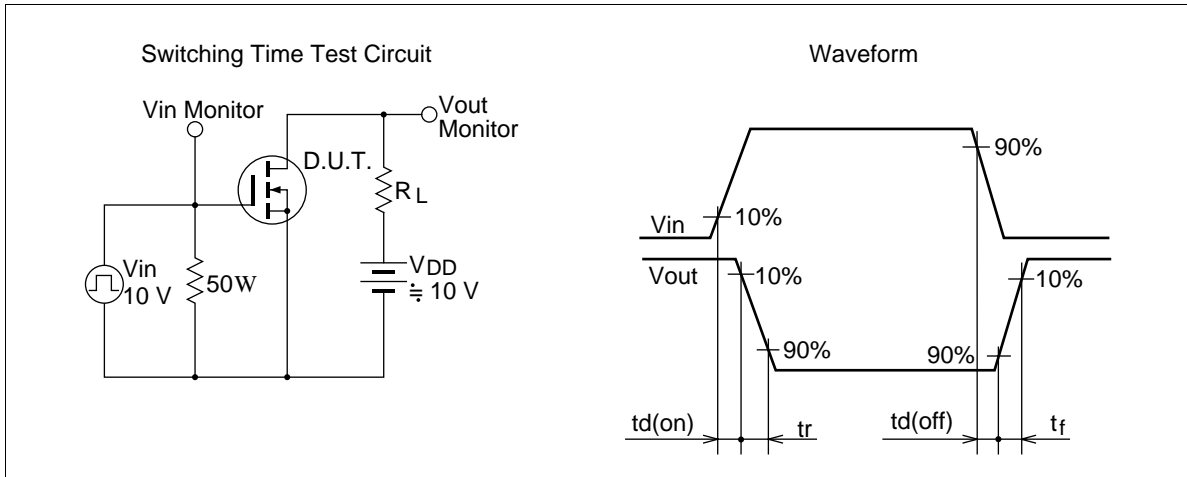 Switching Time Test Circuit
Vin Monitor
Vout
Monitor
D.U.T.
RL
Vin
10 V
50W
VDD
≒ 10 V
Waveform
90%
Vin
10%
Vout
10%
10%
90%
90%
td(on)
tr
td(off)
tf